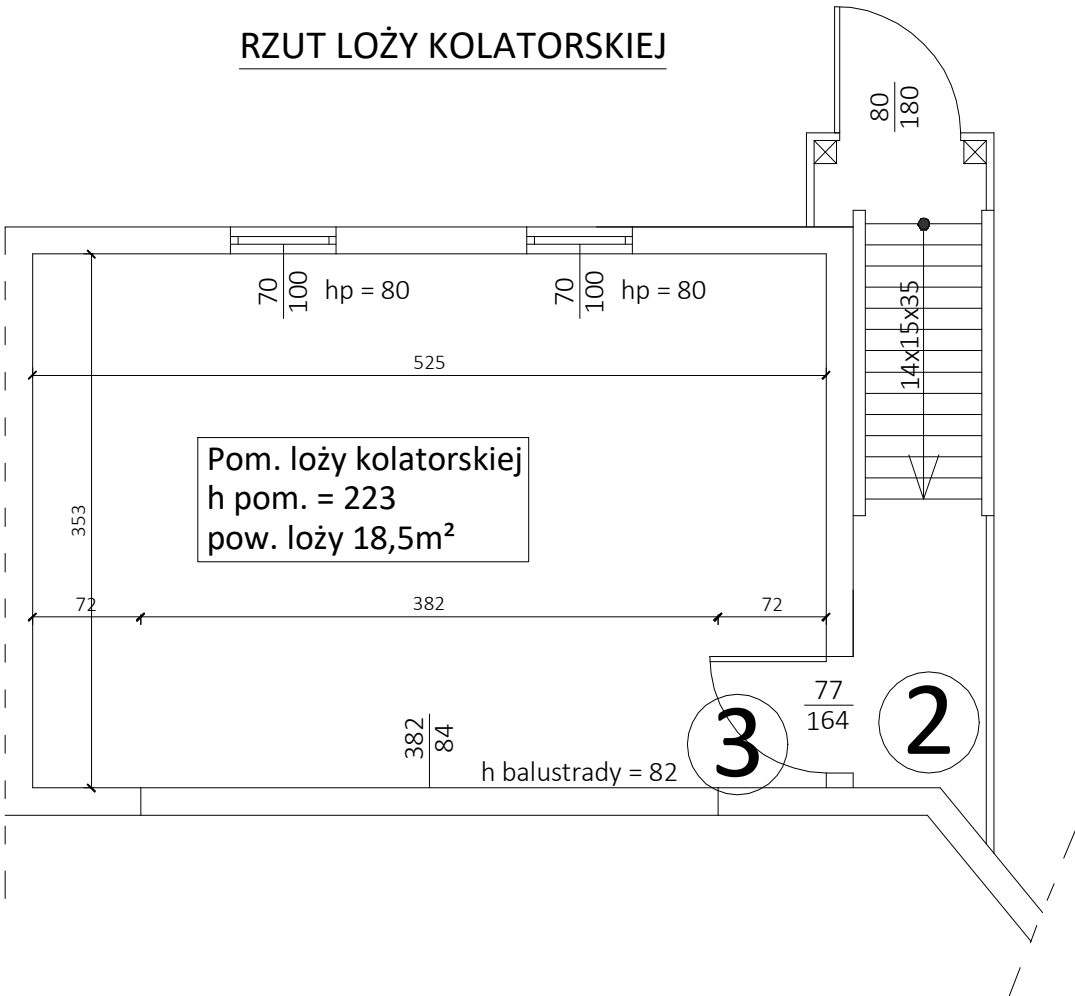 RZUT LOŻY KOLATORSKIEJ
80
180
70
100
hp = 80
70
100
hp = 80
14x15x35
525
Pom. loży kolatorskiej
h pom. = 223
pow. loży 18,5m²
353
72
382
72
77
164
2
3
382
84
h balustrady = 82